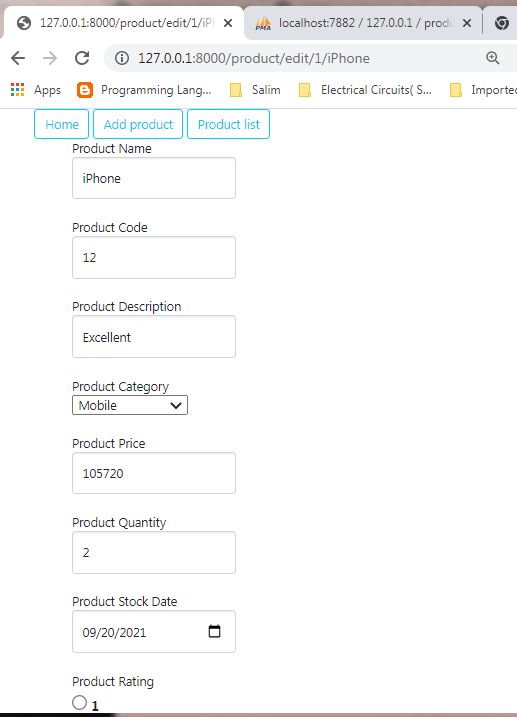 127.0.0.1:8000/product/edit/1/iPh
localhost:7882 / 127.0.0.1 / produ
127.0.0.1:8000/product/edit/1/iPhone
Apps Programming Lang... Salim Electrical Circuits( S... Imported
Home Add product Product list
Product Name
iPhone
Product Code
12
Product Description
Excellent
Product Category
Mobile
Product Price
105720
Product Quantity
2
Product Stock Date
09/20/2021
Product Rating
1